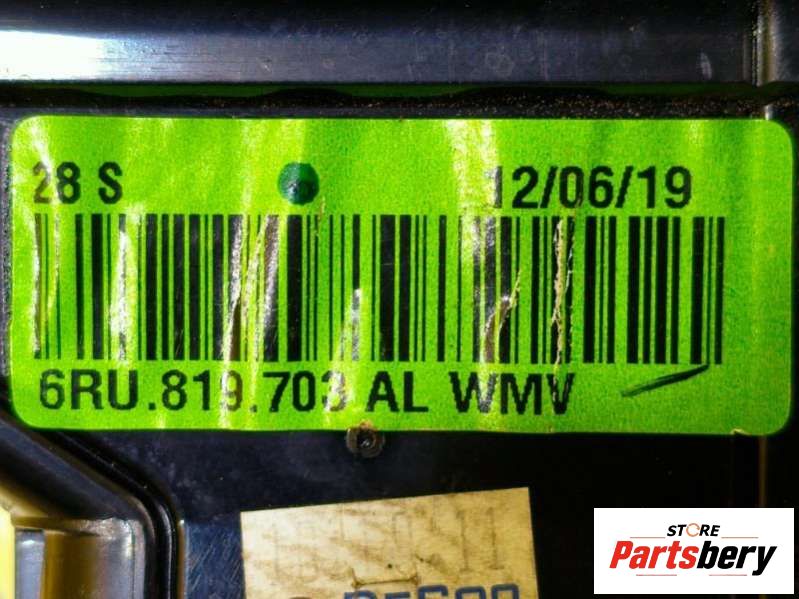 28 S 12/06/19
6RU.819.703 AL WMV
STORE
Partsbery